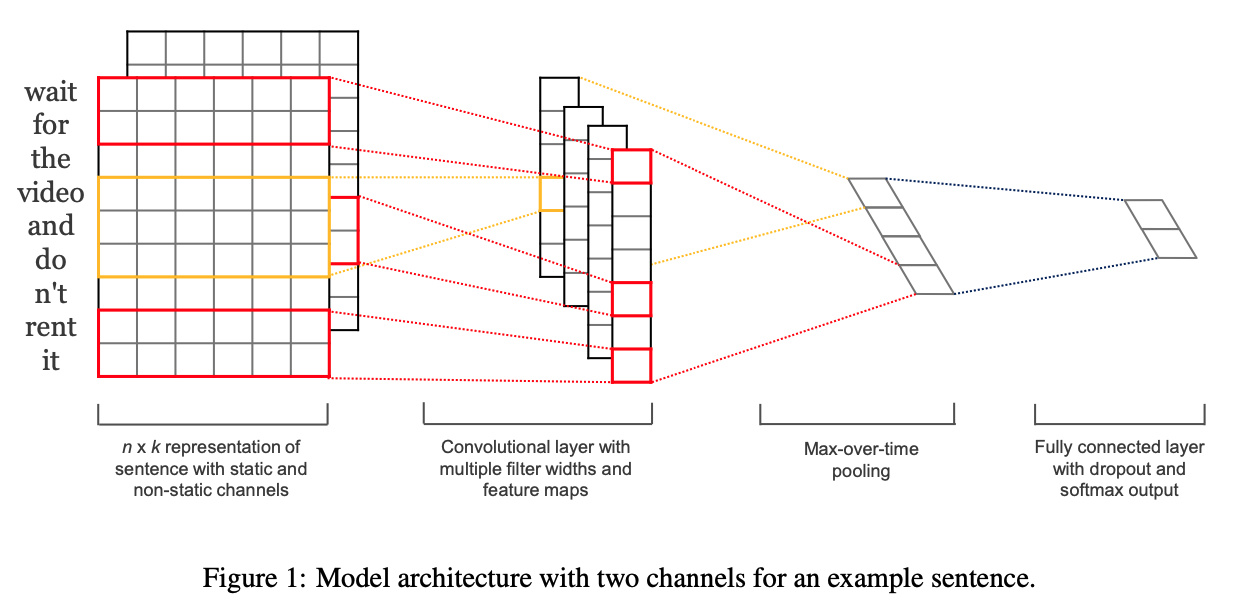 wait
for
the
video
and
do
n't
rent
it
n x k representation of
sentence with static and
non-static channels
Convolutional layer with
multiple filter widths and
feature maps
Max-over-time
pooling
Fully connected layer
with dropout and
softmax output
Figure 1: Model architecture with two channels for an example sentence.